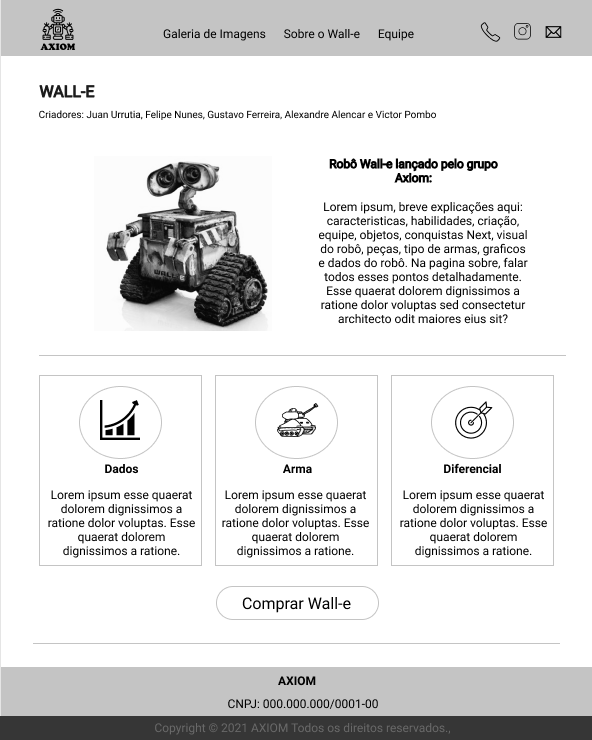 AXIOM
Galeria de Imagens Sobre o Wall-e Equipe
WALL-E
Criadores: Juan Urrutia, Felipe Nunes, Gustavo Ferreira, Alexandre Alencar e Victor Pombo
Robô Wall-e lançado pelo grupo
Axiom:
Lorem ipsum, breve explicações aqui:
caracteristicas, habilidades, criação,
equipe, objetos, conquistas Next, visual
do robô, peças, tipo de armas, graficos
e dados do robô. Na pagina sobre, falar
todos esses pontos detalhadamente.
Esse quaerat dolorem dignissimos a
ratione dolor voluptas sed consectetur
architecto odit maiores eius sit?
WALL-E
Dados
Lorem ipsum esse quaerat
dolorem dignissimos a
ratione dolor voluptas. Esse
quaerat dolorem
dignissimos a ratione.
Arma
Lorem ipsum esse quaerat
dolorem dignissimos a
ratione dolor voluptas. Esse
quaerat dolorem
dignissimos a ratione.
Diferencial
Lorem ipsum esse quaerat
dolorem dignissimos a
ratione dolor voluptas. Esse
quaerat dolorem
dignissimos a ratione.
Comprar Wall-e
AXIOM
CNPJ: 000.000.000/0001-00
Copyright © 2021 AXIOM Todos os direitos reservados.,